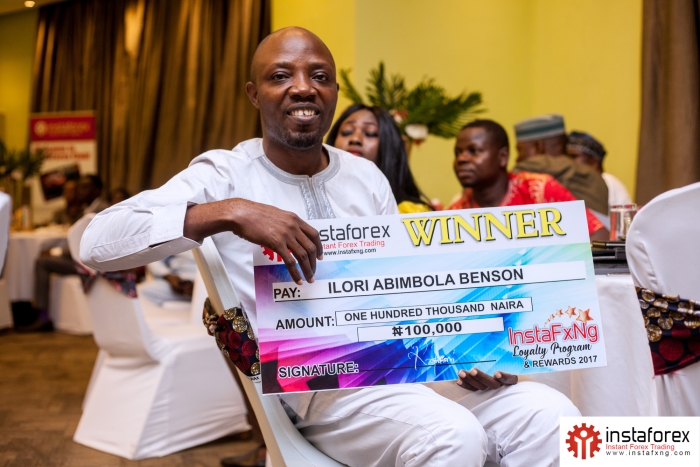 INSTAFOREX
instaforex
Instant Forex Trading
www.instafxng.com
WINNER
PAY: ILORI ABIMBOLA BENSON
AMOUNT: ONE HUNDRED THOUSAND NAIRA
₦100,000
InstaFxNg
Loyalty Program
& REWARDS 2017
SIGNATURE:
instaforex
Instant Forex Trading
www.instafxng.com